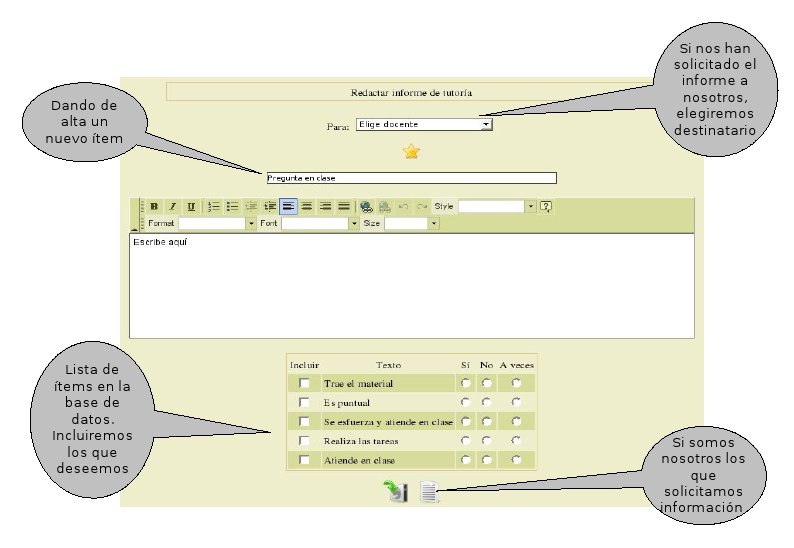 Si nos han
solicitado el
informe a
nosotros,
elegiremos
destinatario
Redactar informe de tutoría
Dando de
alta un
nuevo ítem
Para: Elige docente
Pregunta en clase
B I U Style
Format Font Size
Escribe aquí
Lista de
ítems en la
base de
datos.
Incluiremos
los que
deseemos
Incluir Texto Sí No A veces
Trae el material
Es puntual
Se esfuerza y atiende en clase
Realiza las tareas
Atiende en clase
Si somos
nosotros los
que
solicitamos
información